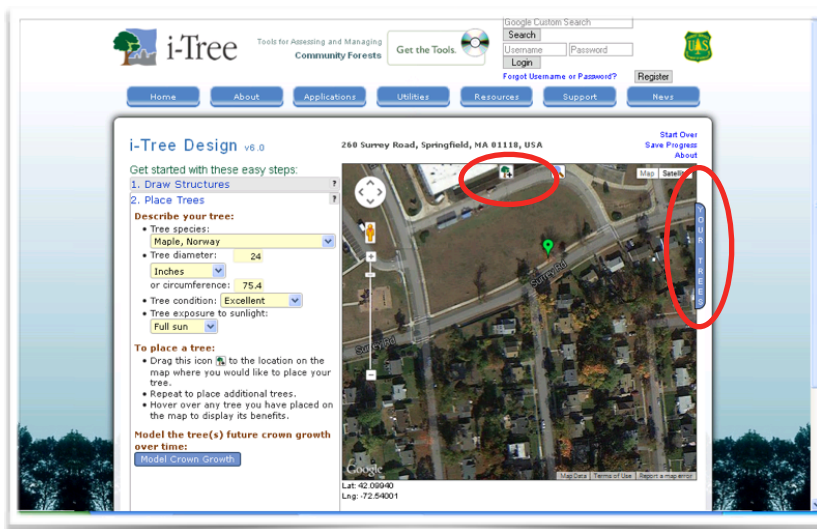 Google Custom Search
Search
i-Tree
Tools for Assessing and Managing
Community Forests
Get the Tools.
Username
Password
Login
Forgot Username or Password?
Register
UAS
Home
About
Applications
Utilities
Resources
Support
News
i-Tree Design v6.0
260 Surrey Road, Springfield, MA 01118, USA
Start Over
Save Progress
About
Get started with these easy steps:
1. Draw Structures ?
2. Place Trees ?
Describe your tree:
• Tree species:
Maple, Norway
• Tree diameter: 24
Inches
or circumference: 75.4
• Tree condition: Excellent
• Tree exposure to sunlight:
Full sun
To place a tree:
• Drag this icon to the location on the
map where you would like to place your
tree.
• Repeat to place additional trees.
• Hover over any tree you have placed on
the map to display its benefits.
Model the tree(s) future crown growth
over time:
Model Crown Growth
Map
Satellite
YOUR TREES
Surrey Rd
Surrey Rd
Google
Map Data
Terms of Use
Report a map error
Lat: 42.09940
Lng: -72.54001